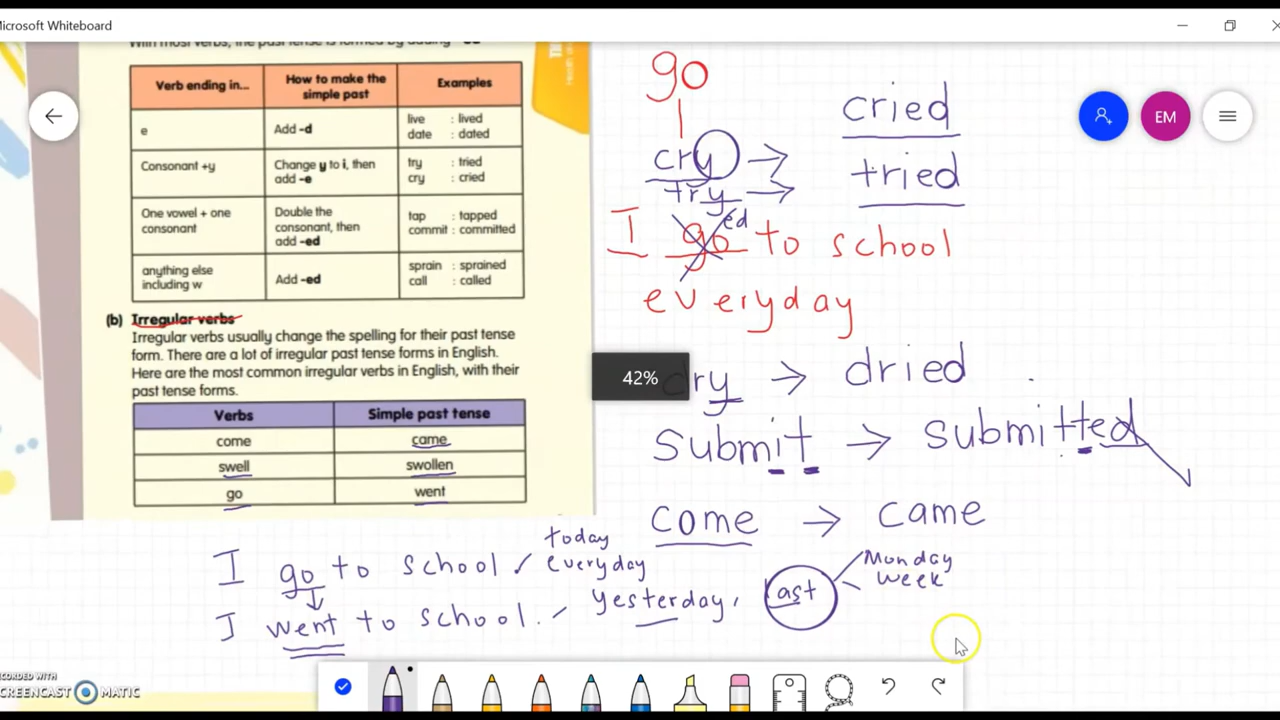 Microsoft Whiteboard
With most verbs, the past tense is formed by adding -ed
Verb ending in... How to make the simple past Examples
e Add -d live : lived
date : dated
Consonant +y Change y to i, then add -e try : tried
cry : cried
One vowel + one consonant Double the consonant, then add -ed tap : tapped
commit : committed
anything else including w Add -ed sprain : sprained
call : called
(b) Irregular verbs
Irregular verbs usually change the spelling for their past tense
form. There are a lot of irregular past tense forms in English.
Here are the most common irregular verbs in English, with their
past tense forms.
Verbs Simple past tense
come came
swell swollen
go went
go
cry → cried
try → tried
ed
I go to school
everyday
42%
dry → dried
Submit → submitted
come → came
I go to school / today
everyday
I went to school. / yesterday, last Monday
week
EM
RECORDED WITH
SCREENCAST MATIC